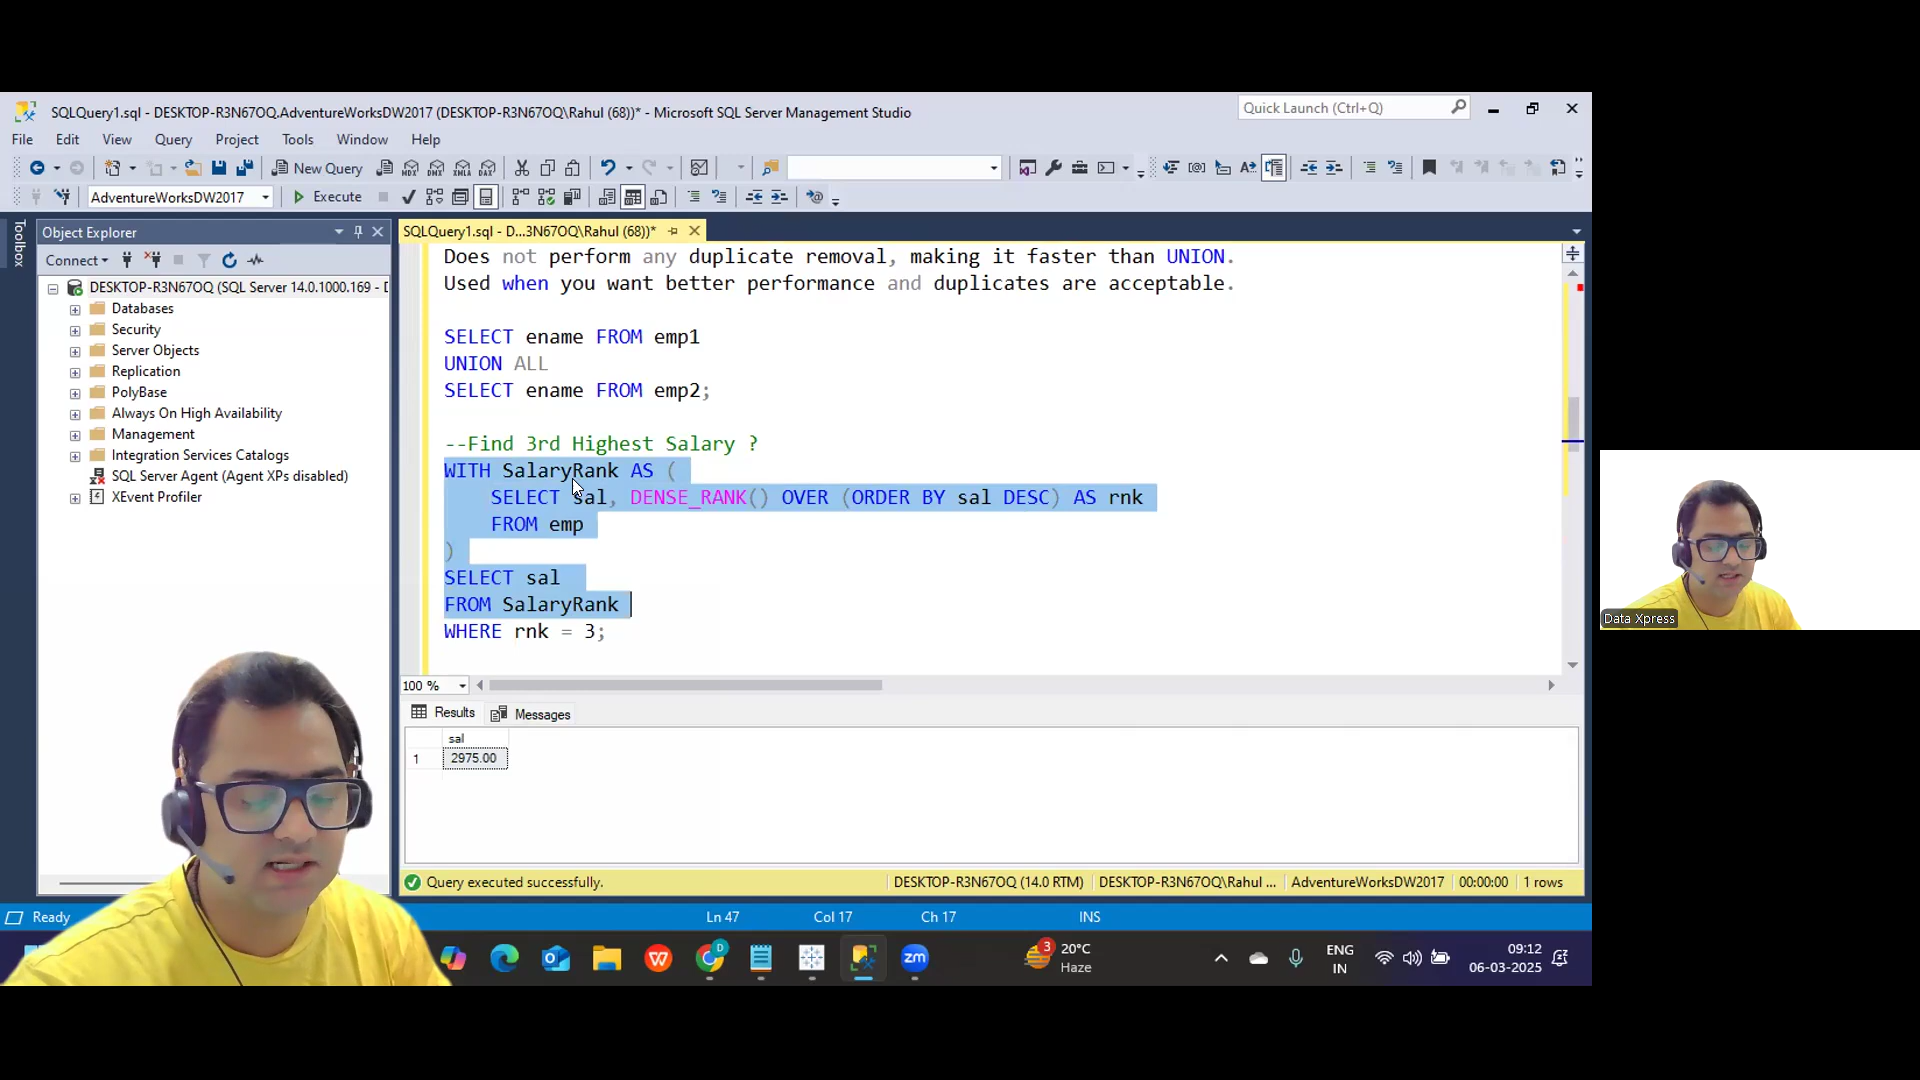 SQLQuery1.sql - DESKTOP-R3N67OQ.AdventureWorksDW2017 (DESKTOP-R3N67OQ\Rahul (68))* - Microsoft SQL Server Management Studio
Quick Launch (Ctrl+Q)
File Edit View Query Project Tools Window Help
New Query
MDX DMX XMLA DAX
AdventureWorksDW2017
Execute
Toolbox
Object Explorer
SQLQuery1.sql - D...3N67OQ\Rahul (68))*
Connect
DESKTOP-R3N67OQ (SQL Server 14.0.1000.169 - D
Databases
Security
Server Objects
Replication
PolyBase
Always On High Availability
Management
Integration Services Catalogs
SQL Server Agent (Agent XPs disabled)
XEvent Profiler
Does not perform any duplicate removal, making it faster than UNION.
Used when you want better performance and duplicates are acceptable.
SELECT ename FROM emp1
UNION ALL
SELECT ename FROM emp2;
--Find 3rd Highest Salary ?
WITH SalaryRank AS (
SELECT sal, DENSE_RANK() OVER (ORDER BY sal DESC) AS rnk
FROM emp
)
SELECT sal
FROM SalaryRank
WHERE rnk = 3;
100 %
Results Messages
sal
1 2975.00
Query executed successfully.
DESKTOP-R3N67OQ (14.0 RTM) DESKTOP-R3N67OQ\Rahul ... AdventureWorksDW2017 00:00:00 1 rows
Ready
Ln 47 Col 17 Ch 17 INS
D
zm
3
20°C
Haze
ENG
IN
09:12
06-03-2025
Data Xpress